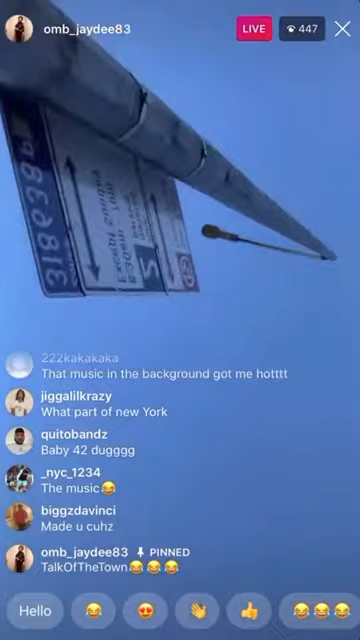 omb_jaydee83
LIVE
447
222kakakaka
That music in the background got me hotttt
jiggalilkrazy
What part of new York
quitobandz
Baby 42 dugggg
_nyc_1234
The music😂
biggzdavinci
Made u cuhz
omb_jaydee83 PINNED
TalkOfTheTown😂😂😂
Hello 😂 😍 👋 👍 😂😂😂